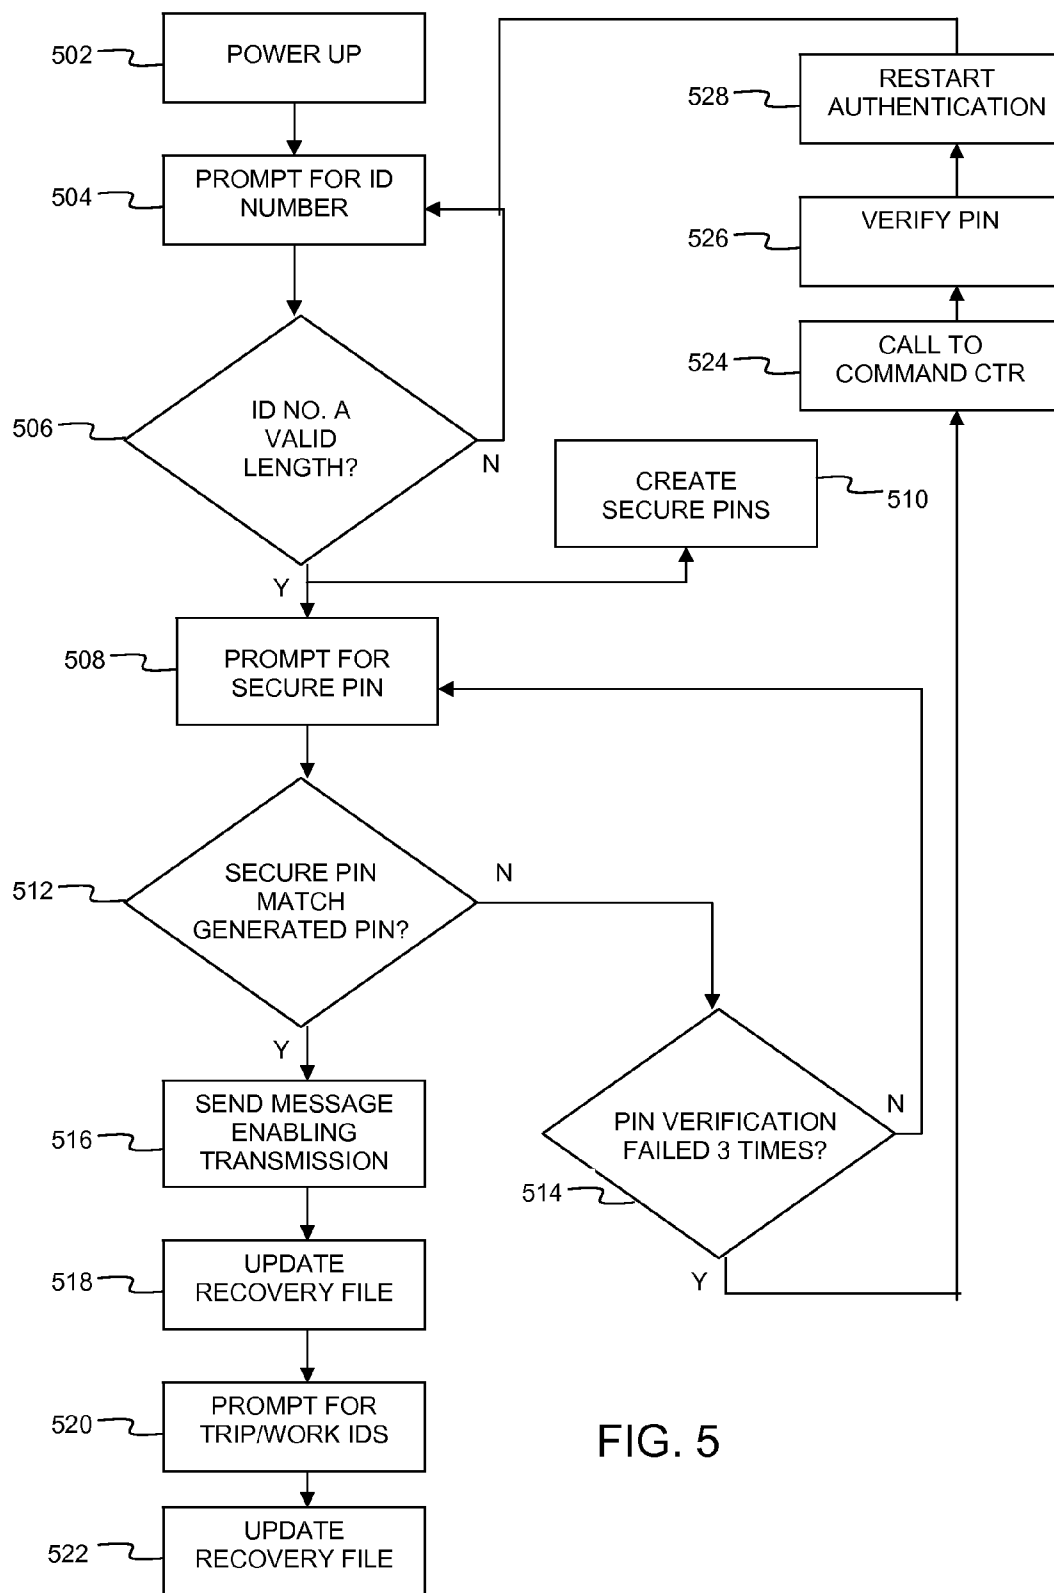 502
POWER UP
504
PROMPT FOR ID
NUMBER
506
ID NO. A
VALID
LENGTH?
N
Y
528
RESTART
AUTHENTICATION
526
VERIFY PIN
524
CALL TO
COMMAND CTR
CREATE
SECURE PINS
510
508
PROMPT FOR
SECURE PIN
512
SECURE PIN
MATCH
GENERATED PIN?
N
Y
PIN VERIFICATION
FAILED 3 TIMES?
N
514
Y
516
SEND MESSAGE
ENABLING
TRANSMISSION
518
UPDATE
RECOVERY FILE
520
PROMPT FOR
TRIP/WORK IDS
522
UPDATE
RECOVERY FILE
FIG. 5